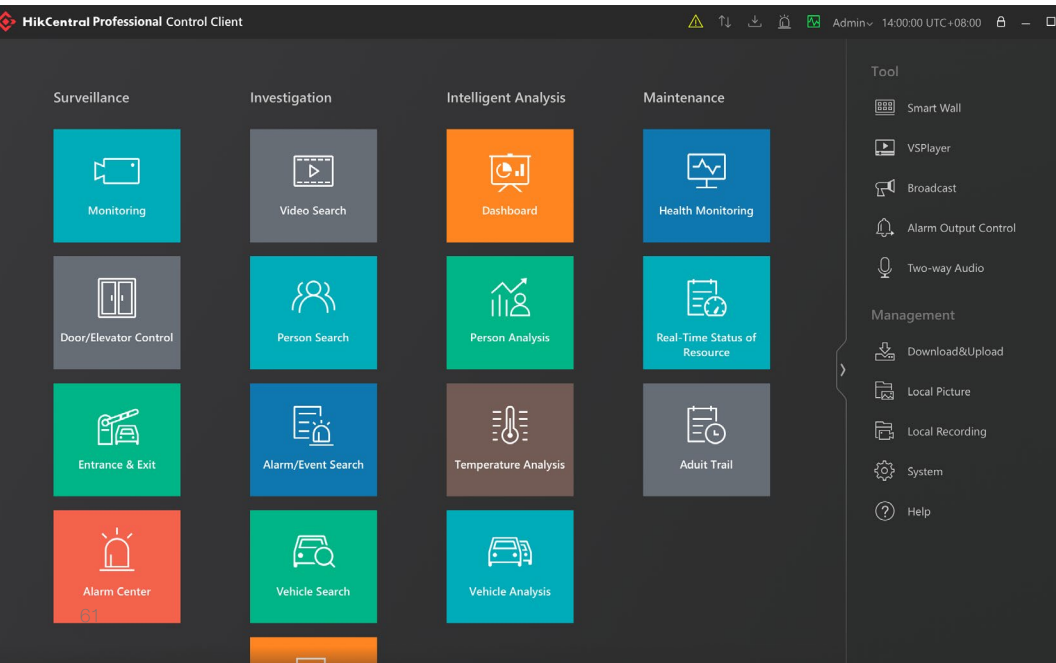 HikCentral Professional Control Client
Admin
14:00:00 UTC+08:00
Surveillance
Monitoring
Door/Elevator Control
Entrance & Exit
Alarm Center
61
Investigation
Video Search
Person Search
Alarm/Event Search
Vehicle Search
Intelligent Analysis
Dashboard
Person Analysis
Temperature Analysis
Vehicle Analysis
Maintenance
Health Monitoring
Real-Time Status of
Resource
Aduit Trail
Tool
Smart Wall
VSPlayer
Broadcast
Alarm Output Control
Two-way Audio
Management
Download&Upload
Local Picture
Local Recording
System
Help